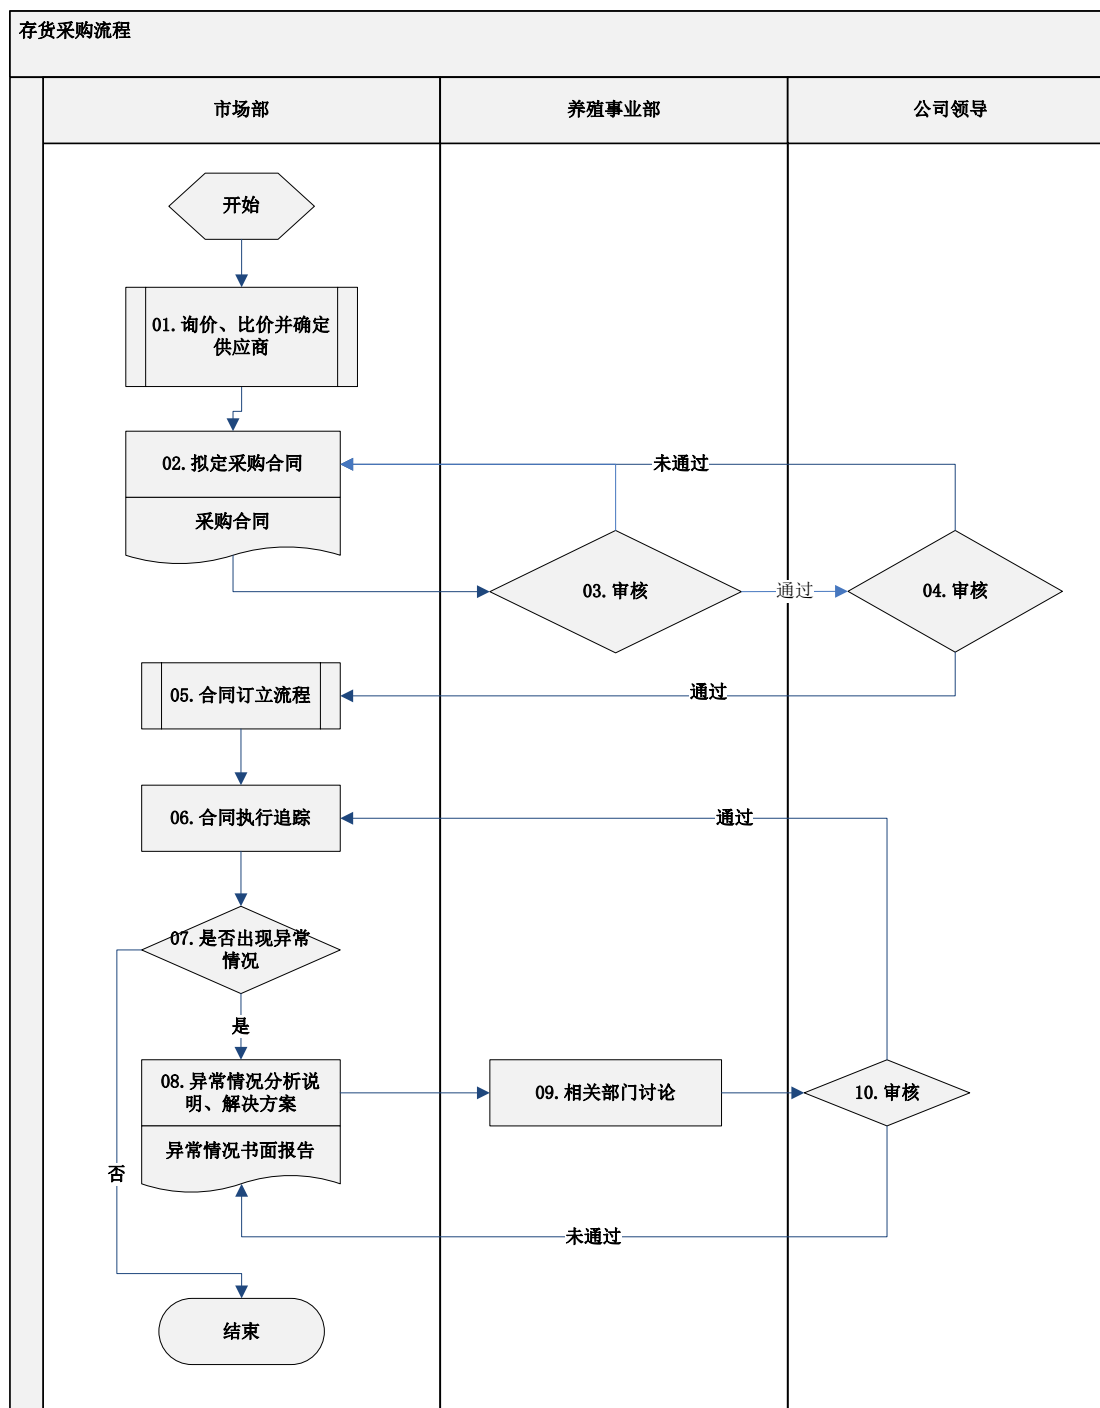 存货采购流程
市场部
养殖事业部
公司领导
开始
01.询价、比价并确定
供应商
02.拟定采购合同
未通过
采购合同
03.审核
通过
04.审核
05.合同订立流程
通过
06.合同执行追踪
通过
07.是否出现异常
情况
是
08.异常情况分析说
明、解决方案
09.相关部门讨论
10.审核
异常情况书面报告
否
未通过
结束